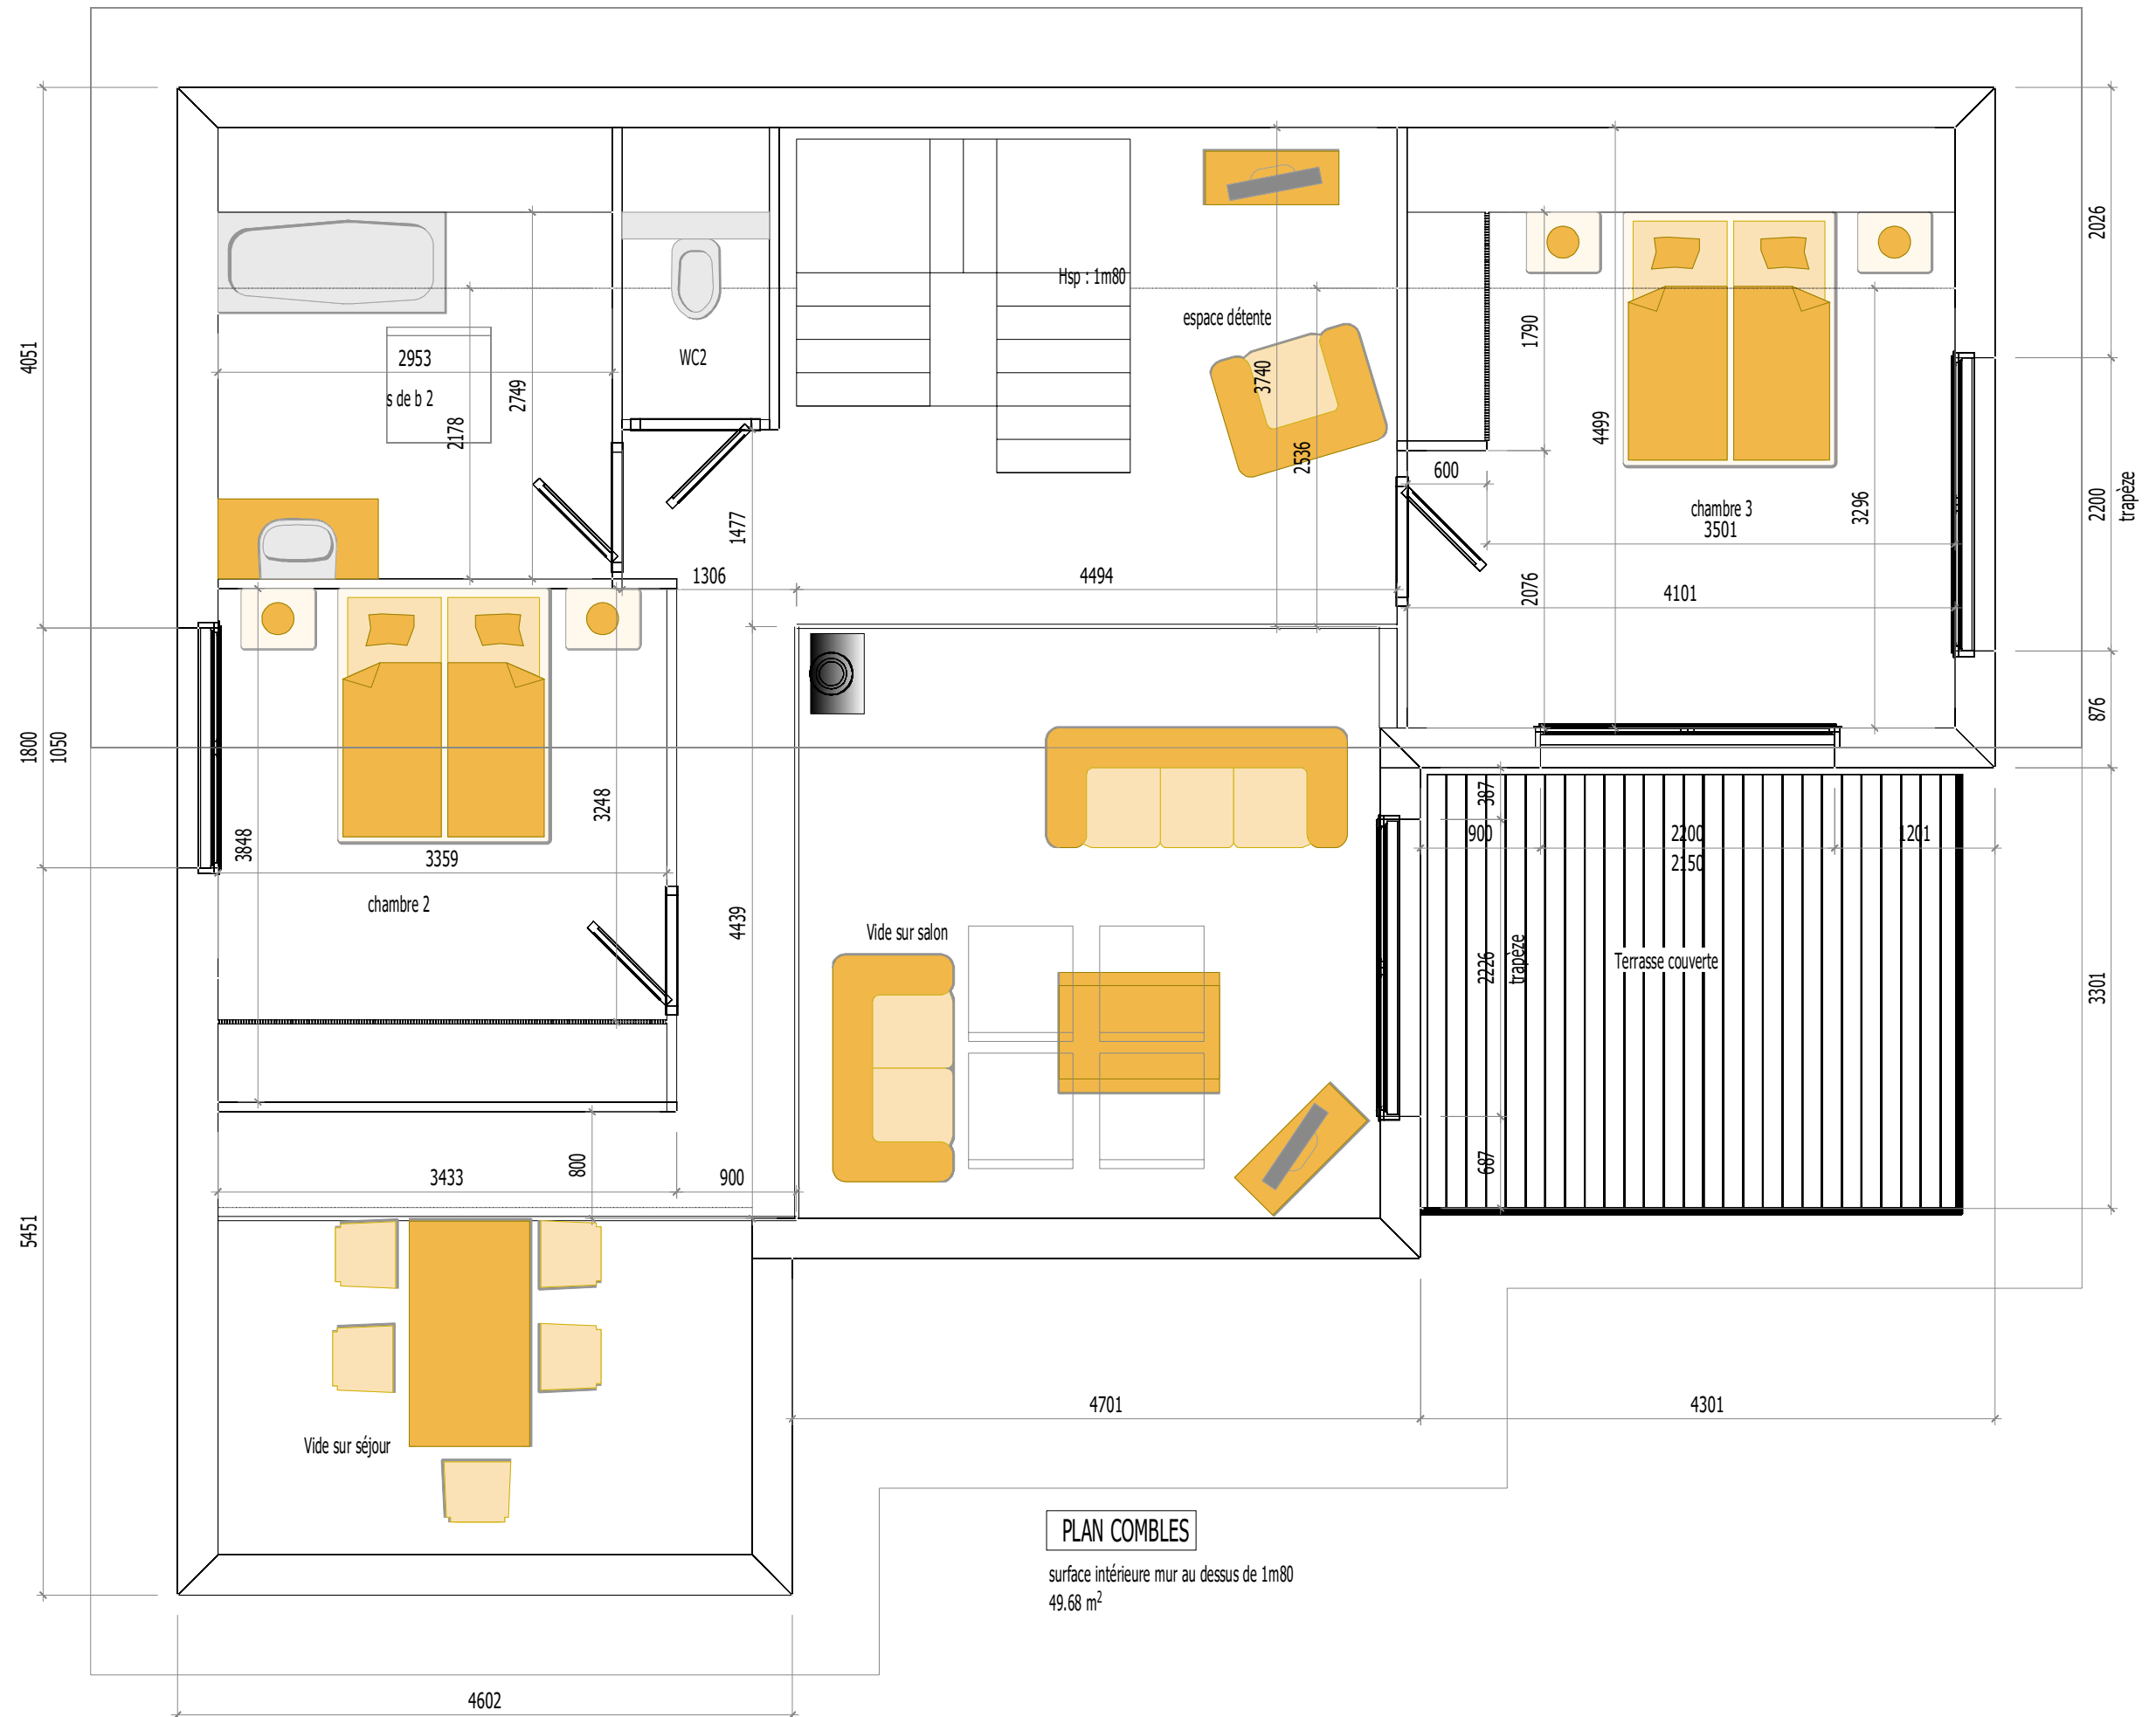 2026
Hsp : 1m80
espace détente
1790
4051
2953
WC2
3740
2749
s de b 2
2178
4499
2536
600
2200
trapèze
chambre 3
3501
3296
1477
1306
4494
2076
4101
876
1800
1050
387
3248
3848
3359
900
2200
1201
2150
chambre 2
4439
Vide sur salon
2226
trapèze
Terrasse couverte
3301
800
687
3433
900
5451
4701
4301
Vide sur séjour
PLAN COMBLES
surface intérieure mur au dessus de 1m80
49.68 m²
4602